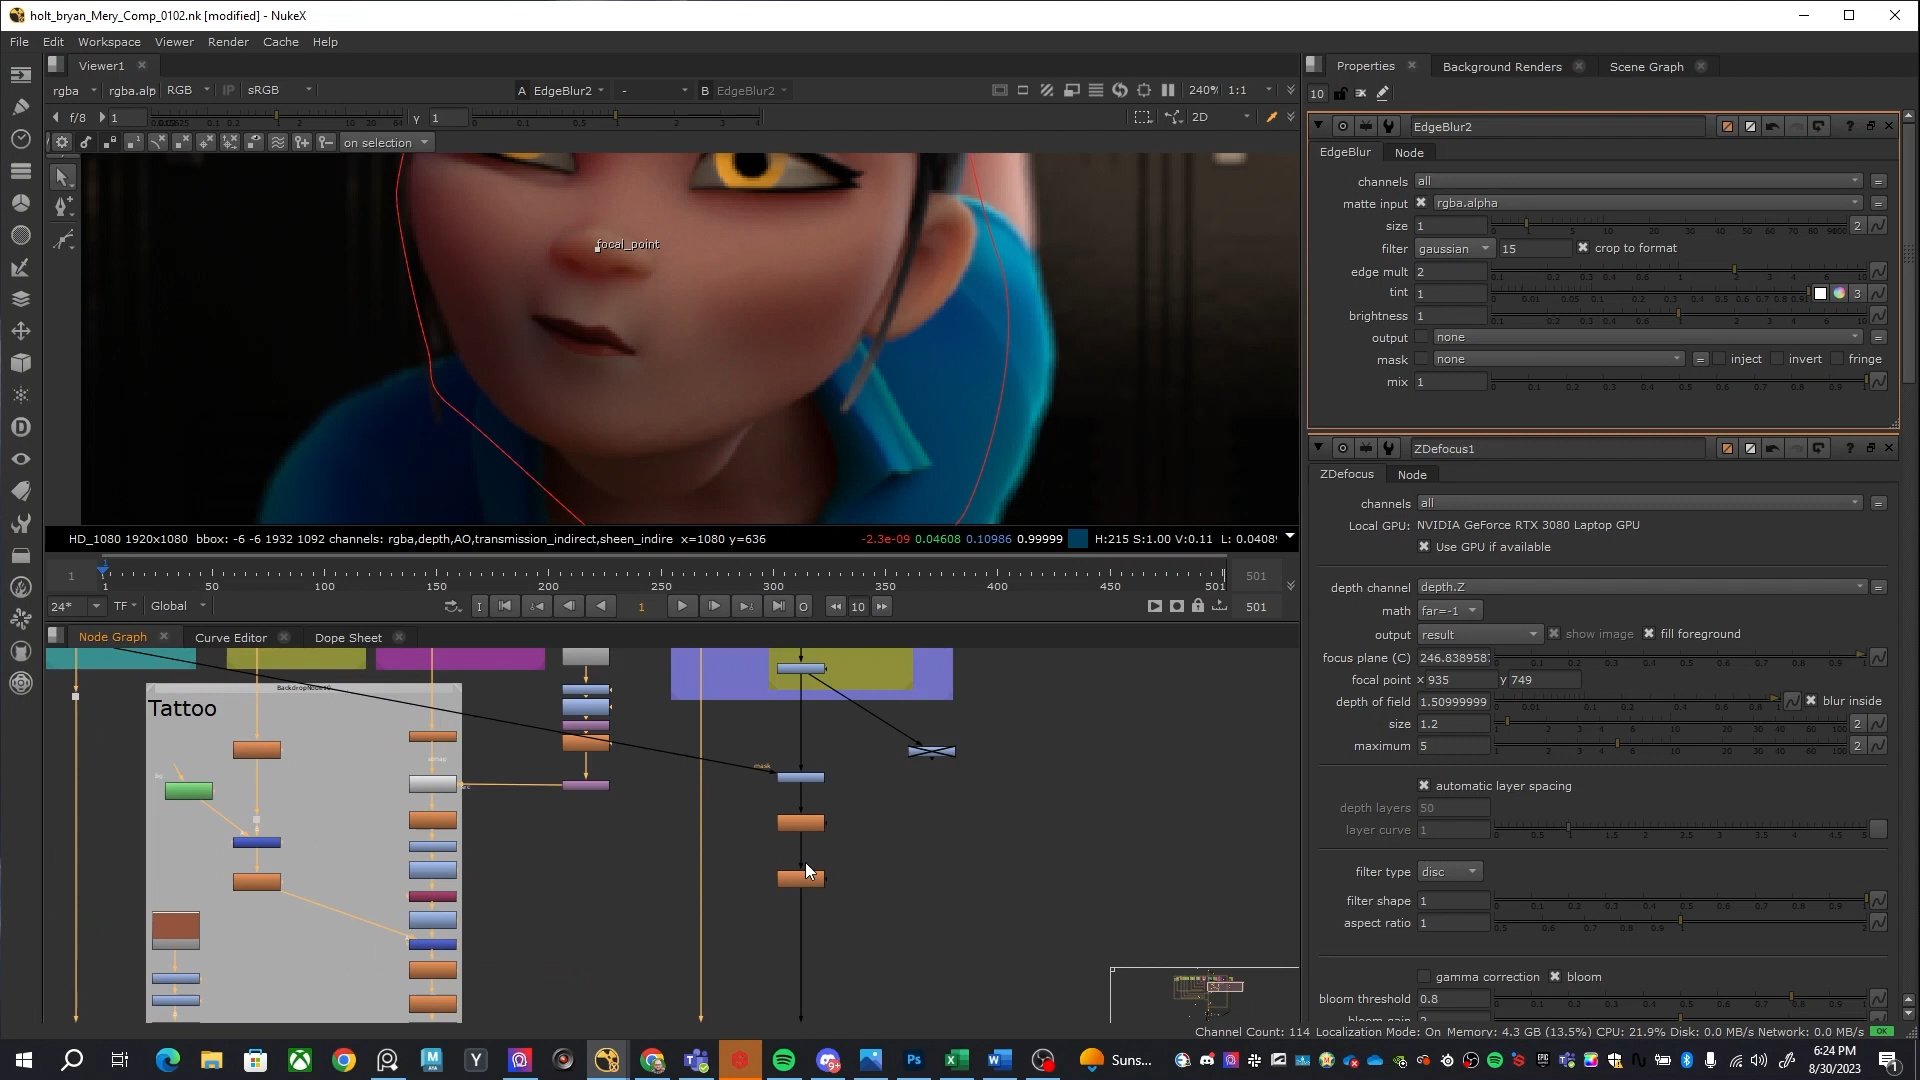 holt_bryan_Mery_Comp_0102.nk [modified] - NukeX
File Edit Workspace Viewer Render Cache Help
Viewer1
Properties Background Renders Scene Graph
rgba rgba.alp RGB IP sRGB A EdgeBlur2 - B EdgeBlur2 240% 1:1
10
f/8 1 γ 1 2D
on selection
EdgeBlur2
EdgeBlur Node
channels all
matte input rgba.alpha
size 1 2
filter gaussian 15 crop to format
edge mult 2
tint 1 3
brightness 1
output none
mask none = inject invert fringe
mix 1
focal_point
ZDefocus1
ZDefocus Node
channels all
Local GPU: NVIDIA GeForce RTX 3080 Laptop GPU
Use GPU if available
depth channel depth.Z
math far=-1
output result show image fill foreground
focus plane (C) 246.8389587
focal point x 935 y 749
depth of field 1.50999999 blur inside
size 1.2 2
maximum 5 2
automatic layer spacing
depth layers 50
layer curve 1
filter type disc
filter shape 1
aspect ratio 1
gamma correction bloom
bloom threshold 0.8
HD_1080 1920x1080 bbox: -6 -6 1932 1092 channels: rgba,depth,AO,transmission_indirect,sheen_indire x=1080 y=636 -2.3e-09 0.04608 0.10986 0.99999 H:215 S:1.00 V:0.11 L: 0.0408
1 1 50 100 150 200 250 300 350 400 450 501 501
24* TF Global 1 10 501
Node Graph Curve Editor Dope Sheet
BackdropNode10
Tattoo
mask
Channel Count: 114 Localization Mode: On Memory: 4.3 GB (13.5%) CPU: 21.9% Disk: 0.0 MB/s Network: 0.0 MB/s OK
Suns...
6:24 PM
8/30/2023